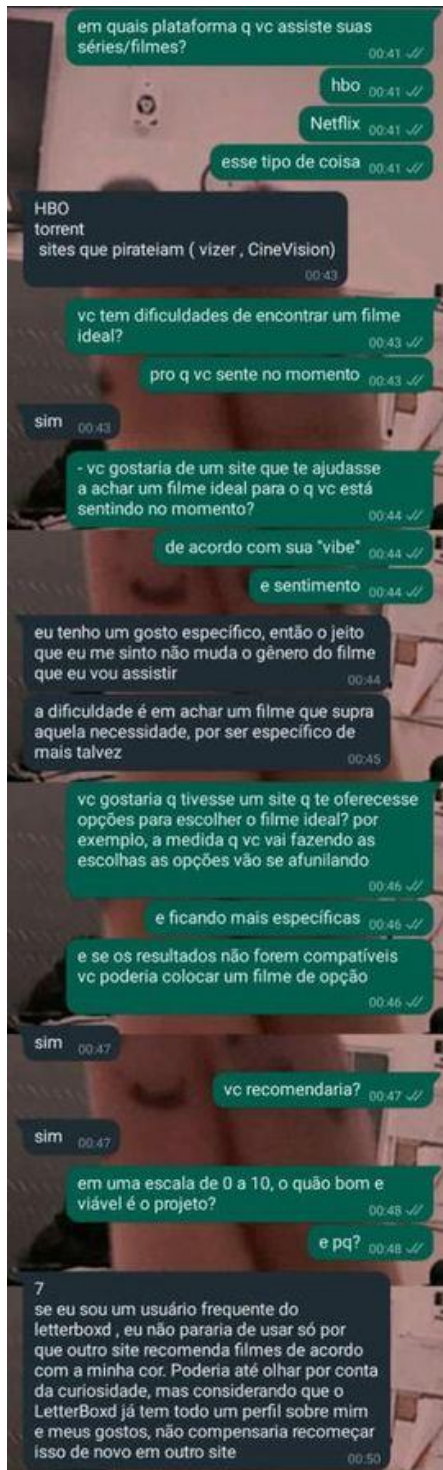 em quais plataforma q vc assiste suas
séries/filmes?
00:41
hbo 00:41
Netflix 00:41
esse tipo de coisa 00:41
HBO
torrent
sites que pirateiam ( vizer , CineVision)
00:43
vc tem dificuldades de encontrar um filme
ideal?
00:43
pro q vc sente no momento 00:43
sim 00:43
- vc gostaria de um site que te ajudasse
a achar um filme ideal para o q vc está
sentindo no momento?
00:44
de acordo com sua "vibe" 00:44
e sentimento 00:44
eu tenho um gosto específico, então o jeito
que eu me sinto não muda o gênero do filme
que eu vou assistir
00:44
a dificuldade é em achar um filme que supra
aquela necessidade, por ser específico de
mais talvez
00:45
vc gostaria q tivesse um site q te oferecesse
opções para escolher o filme ideal? por
exemplo, a medida q vc vai fazendo as
escolhas as opções vão se afunilando
00:46
e ficando mais específicas 00:46
e se os resultados não forem compatíveis
vc poderia colocar um filme de opção
00:46
sim 00:47
vc recomendaria? 00:47
sim 00:47
em uma escala de 0 a 10, o quão bom e
viável é o projeto?
00:48
e pq? 00:48
7
se eu sou um usuário frequente do
letterboxd , eu não pararia de usar só por
que outro site recomenda filmes de acordo
com a minha cor. Poderia até olhar por conta
da curiosidade, mas considerando que o
LetterBoxd já tem todo um perfil sobre mim
e meus gostos, não compensaria recomeçar
isso de novo em outro site
00:50